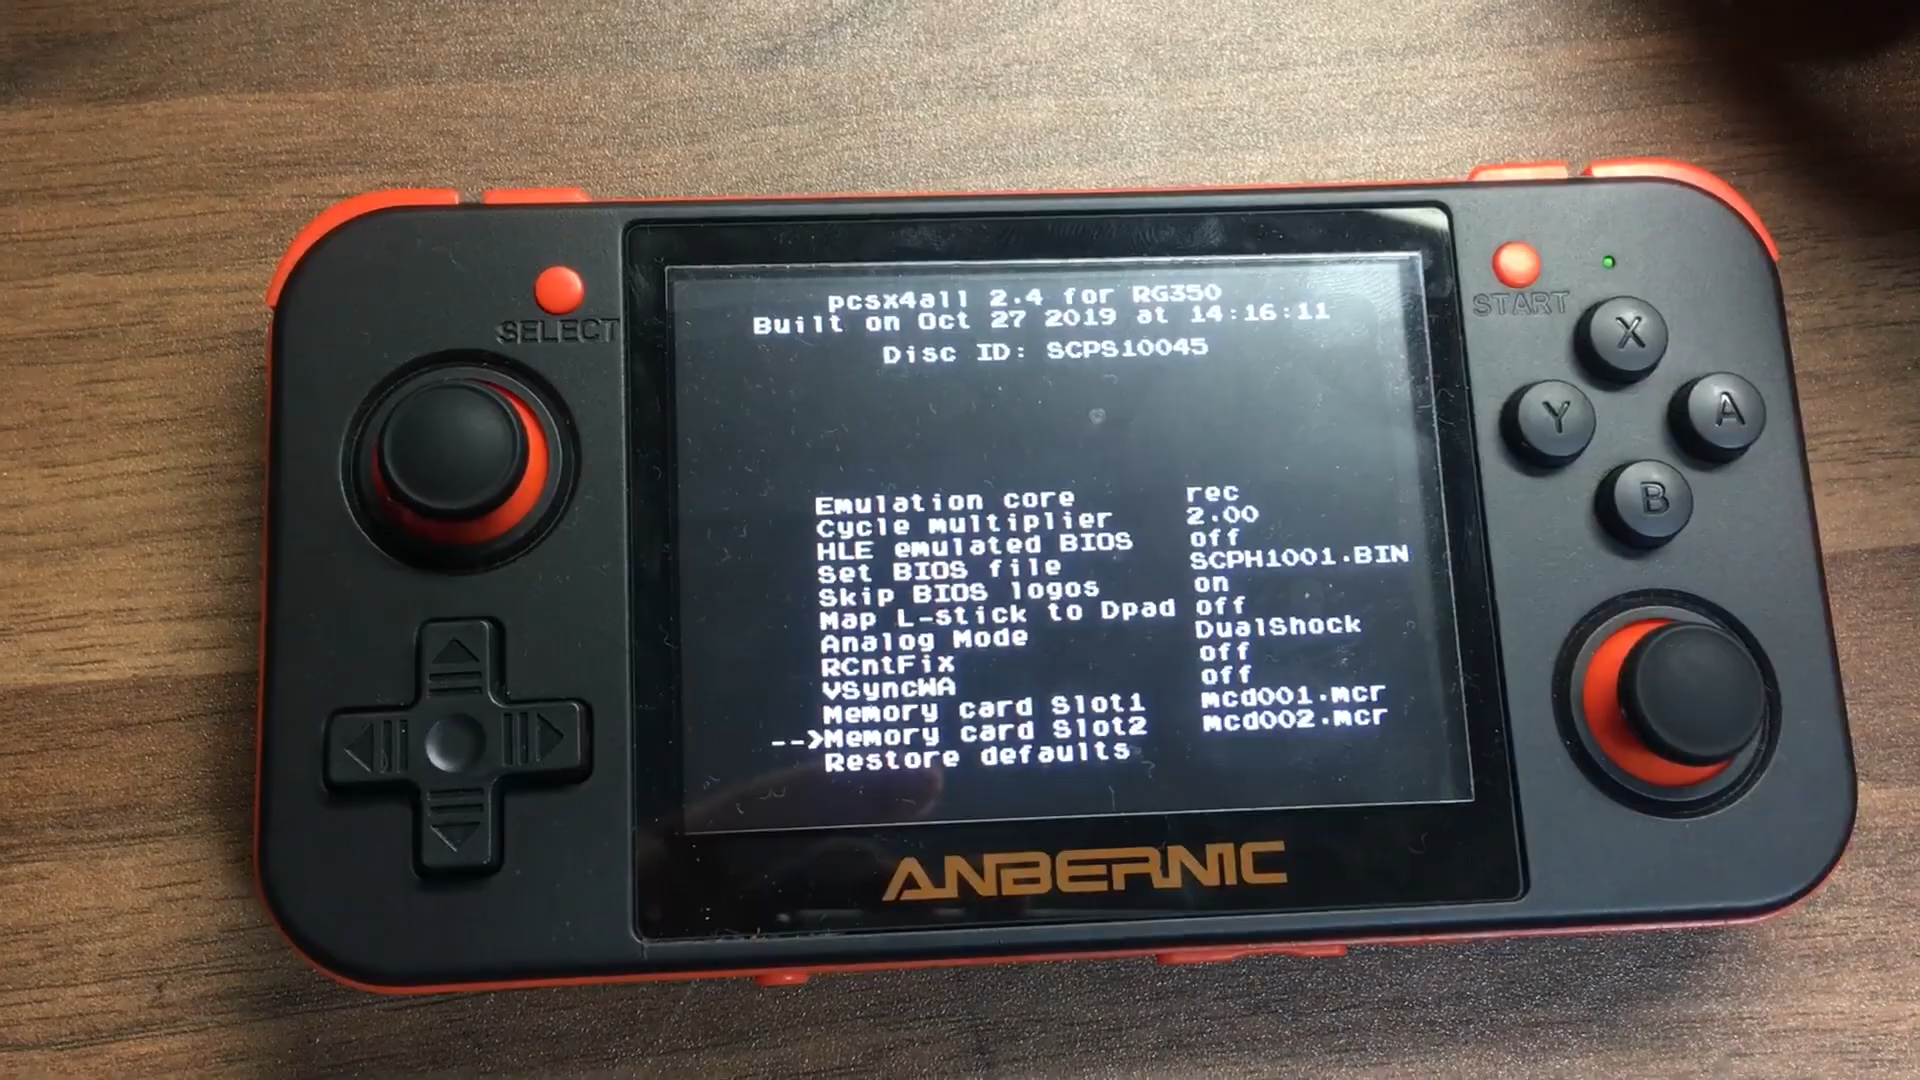 pcsx4all 2.4 for RG350
Built on Oct 27 2019 at 14:16:11
Disc ID: SCPS10045
SELECT
START
X
Y
A
B
Emulation core rec
Cycle multiplier 2.00
HLE emulated BIOS off
Set BIOS file SCPH1001.BIN
Skip BIOS logos on
Map L-stick to Dpad off
Analog Mode DualShock
RCntFix off
VSyncWA off
Memory card Slot1 mcd001.mcr
-->Memory card Slot2 mcd002.mcr
Restore defaults
ANBERNIC